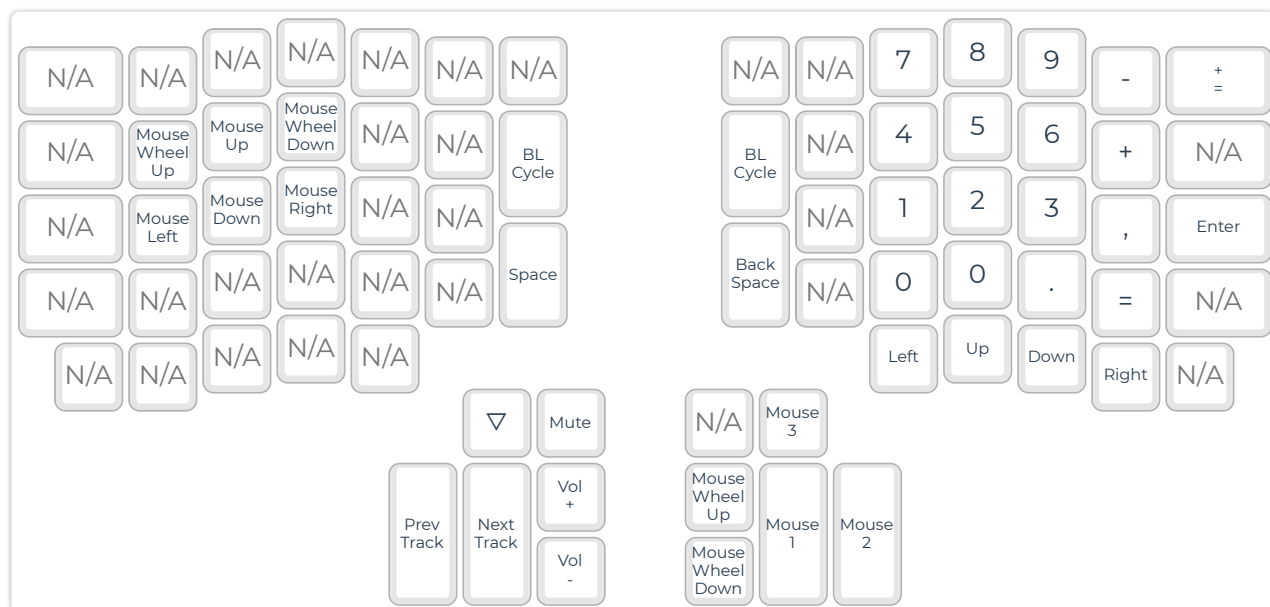 N/A
N/A
N/A
N/A
N/A
N/A
N/A
N/A
Mouse
Wheel
Up
Mouse
Up
Mouse
Wheel
Down
N/A
N/A
BL
Cycle
N/A
Mouse
Left
Mouse
Down
Mouse
Right
N/A
N/A
N/A
N/A
N/A
N/A
N/A
N/A
Space
N/A
N/A
N/A
N/A
N/A
▽
Mute
Prev
Track
Next
Track
Vol
+
Vol
-
N/A
N/A
7
8
9
-
+
=
BL
Cycle
N/A
4
5
6
+
N/A
N/A
1
2
3
,
Enter
Back
Space
N/A
0
0
.
=
N/A
Left
Up
Down
Right
N/A
N/A
Mouse
3
Mouse
Wheel
Up
Mouse
1
Mouse
2
Mouse
Wheel
Down